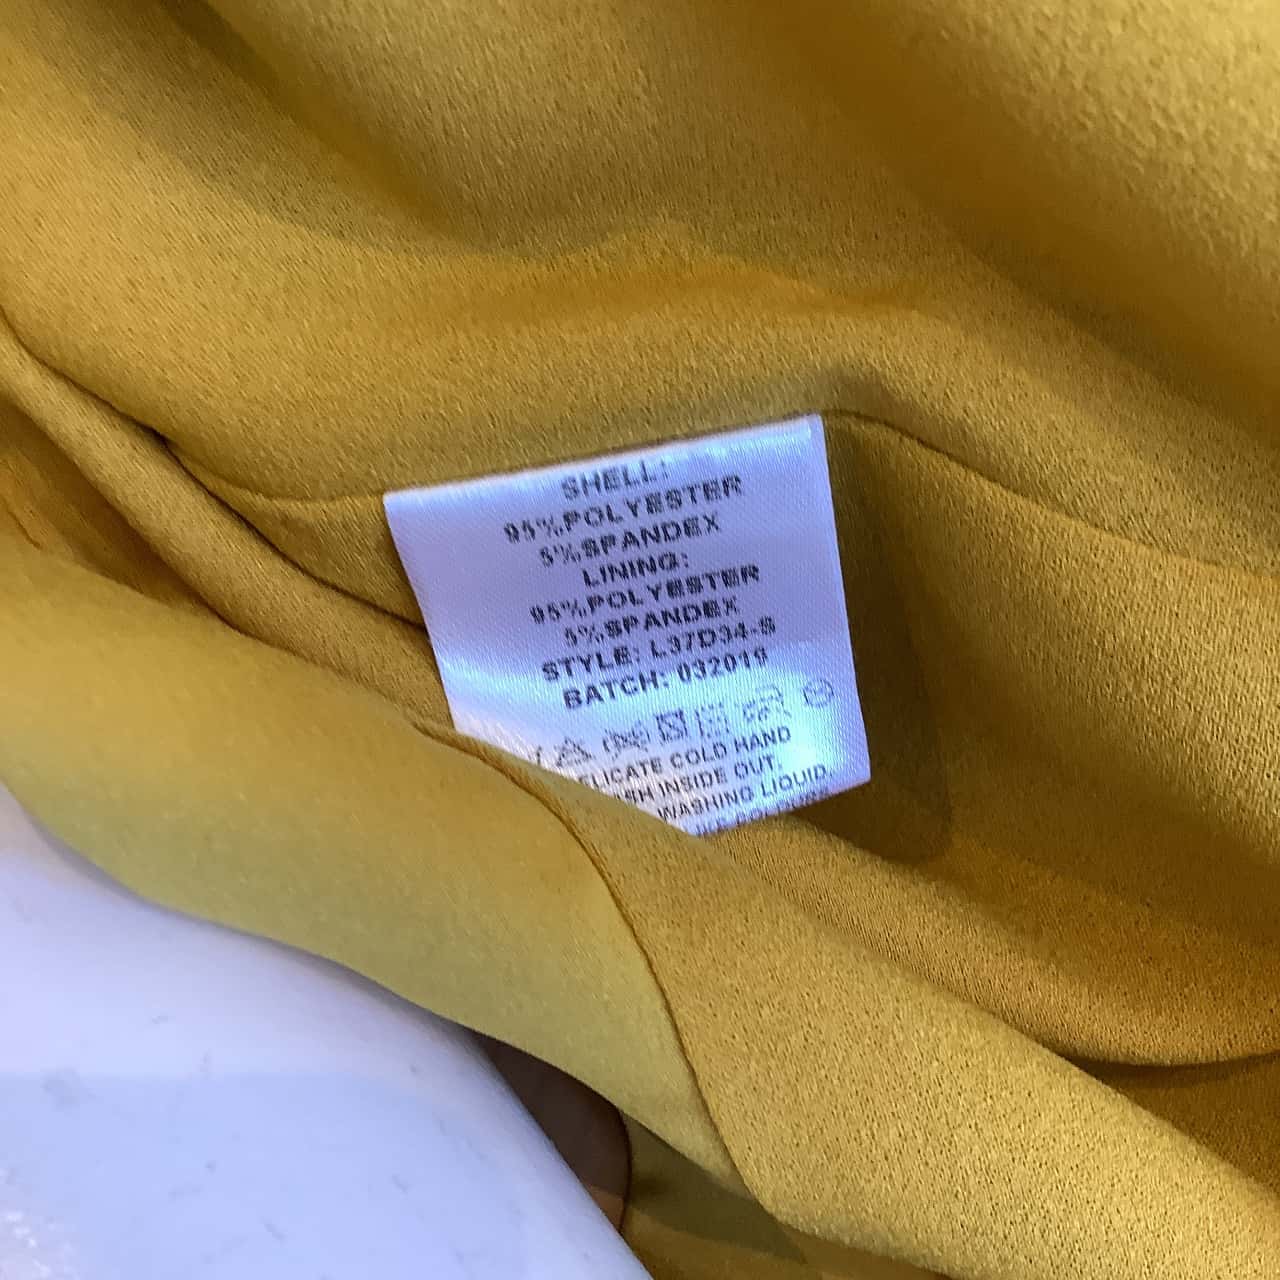 SHELL:
95%POLYESTER
5%SPANDEX
LINING:
95%POLYESTER
5%SPANDEX
STYLE: L37D34-S
BATCH: 032019
COLD HAND
INSIDE OUT.
WASHING LIQUID.